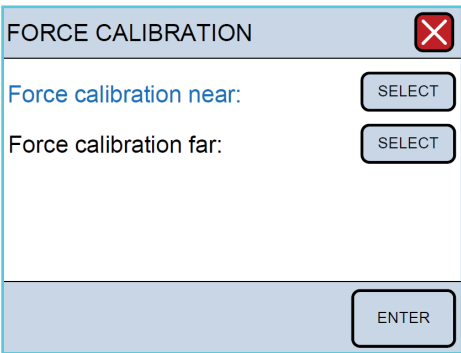 FORCE CALIBRATION
Force calibration near: SELECT
Force calibration far: SELECT
ENTER